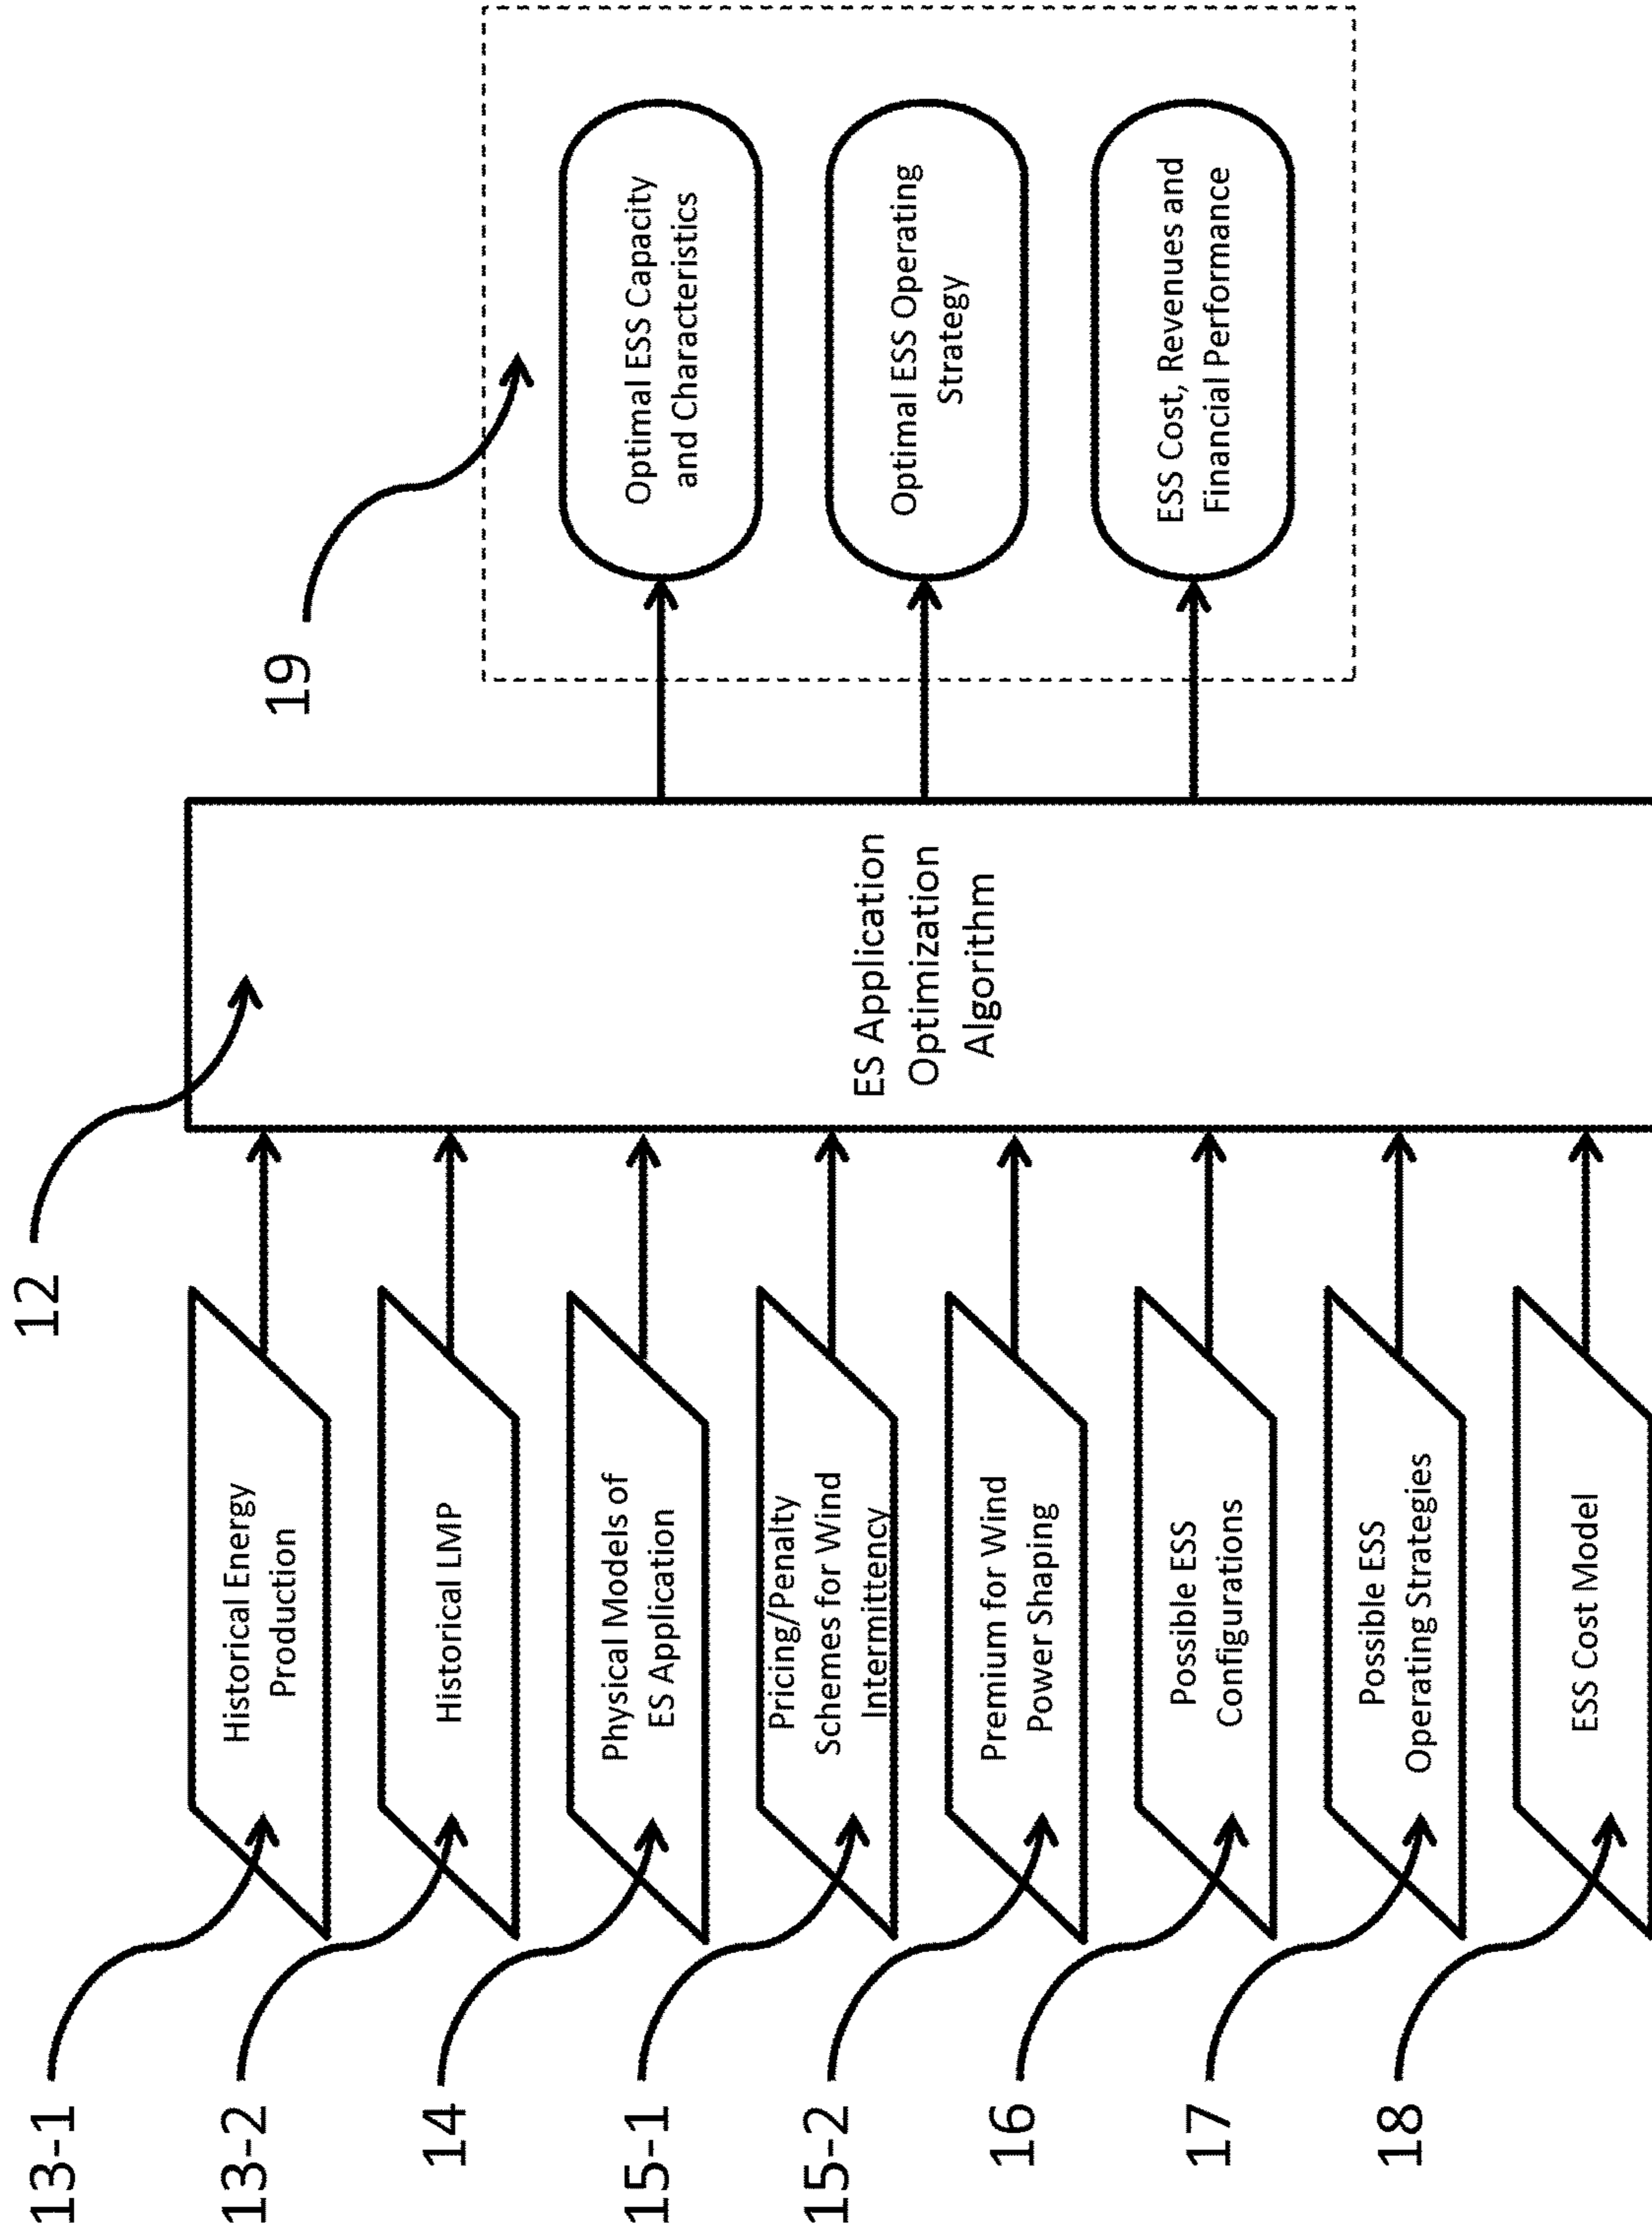 12
19
13-1
Historical Energy
Production
13-2
Historical LMP
14
Physical Models of
ES Application
15-1
Pricing/Penalty
Schemes for Wind
Intermittency
15-2
Premium for Wind
Power Shaping
16
Possible ESS
Configurations
17
Possible ESS
Operating Strategies
18
ESS Cost Model
ES Application
Optimization
Algorithm
Optimal ESS Capacity
and Characteristics
Optimal ESS Operating
Strategy
ESS Cost, Revenues and
Financial Performance